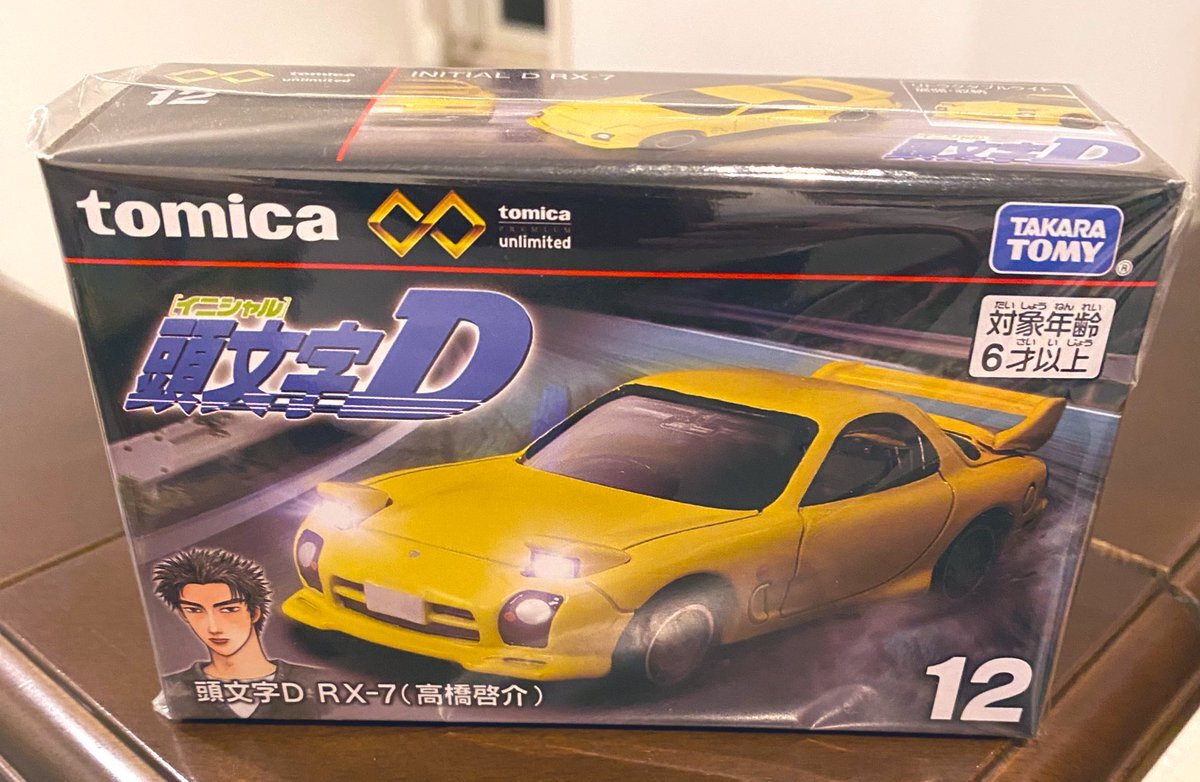 tomica
unlimited
12
INITIAL D RX-7
tomica
tomica
PREMIUM
unlimited
TAKARA
TOMY
®
イニシャル
頭文字D
たいしょうねんれい
対象年齢
さいいじょう
6才以上
頭文字D RX-7(高橋啓介)
12